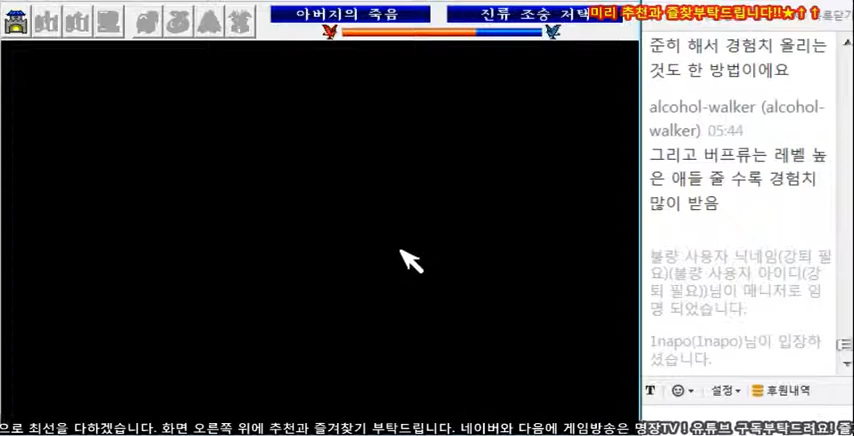 아버지의 죽음
진류 조숭 저택
미리 추천과 즐찾부탁드립니다!!★↑↑
록닫기
준히 해서 경험치 올리는
것도 한 방법이에요
alcohol-walker (alcohol-
walker) 05:44
그리고 버프류는 레벨 높
은 애들 줄 수록 경험치
많이 받음
불량 사용자 닉네임(강퇴 필
요)(불량 사용자 아이디(강
퇴 필요))님이 매니저로 임
명 되었습니다.
1napo(1napo)님이 입장하
셨습니다.
T 설정 후원내역
으로 최선을 다하겠습니다. 화면 오른쪽 위에 추천과 즐겨찾기 부탁드립니다. 네이버와 다음에 게임방송은 명장TV ! 유튜브 구독부탁드려요! 즐